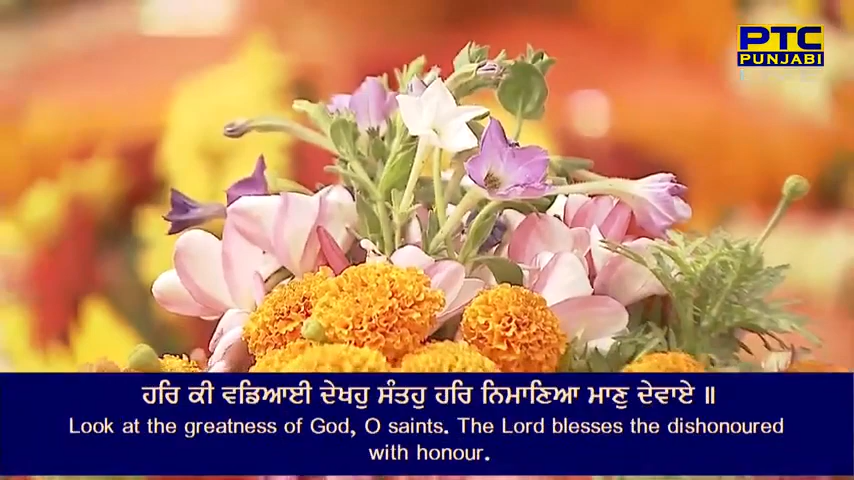 PTC
PUNJABI
ਹਰਿ ਕੀ ਵਡਿਆਈ ਦੇਖਹੁ ਸੰਤਹੁ ਹਰਿ ਨਿਮਾਣਿਆ ਮਾਣੁ ਦੇਵਾਏ ॥
Look at the greatness of God, O saints. The Lord blesses the dishonoured
with honour.